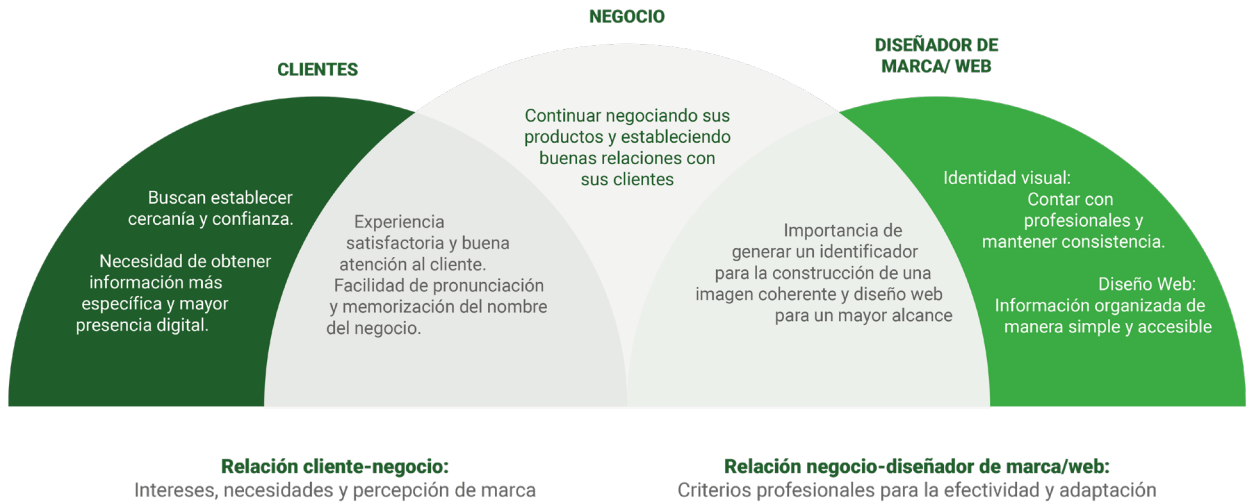 NEGOCIO
CLIENTES
DISEÑADOR DE
MARCA/ WEB
Continuar negociando sus
productos y estableciendo
buenas relaciones con
sus clientes
Buscan establecer
cercanía y confianza.
Necesidad de obtener
información más
específica y mayor
presencia digital.
Experiencia
satisfactoria y buena
atención al cliente.
Facilidad de pronunciación
y memorización del nombre
del negocio.
Importancia de
generar un identificador
para la construcción de una
imagen coherente y diseño web
para un mayor alcance
Identidad visual:
Contar con
profesionales y
mantener consistencia.
Diseño Web:
Información organizada de
manera simple y accesible
Relación cliente-negocio:
Intereses, necesidades y percepción de marca
Relación negocio-diseñador de marca/web:
Criterios profesionales para la efectividad y adaptación